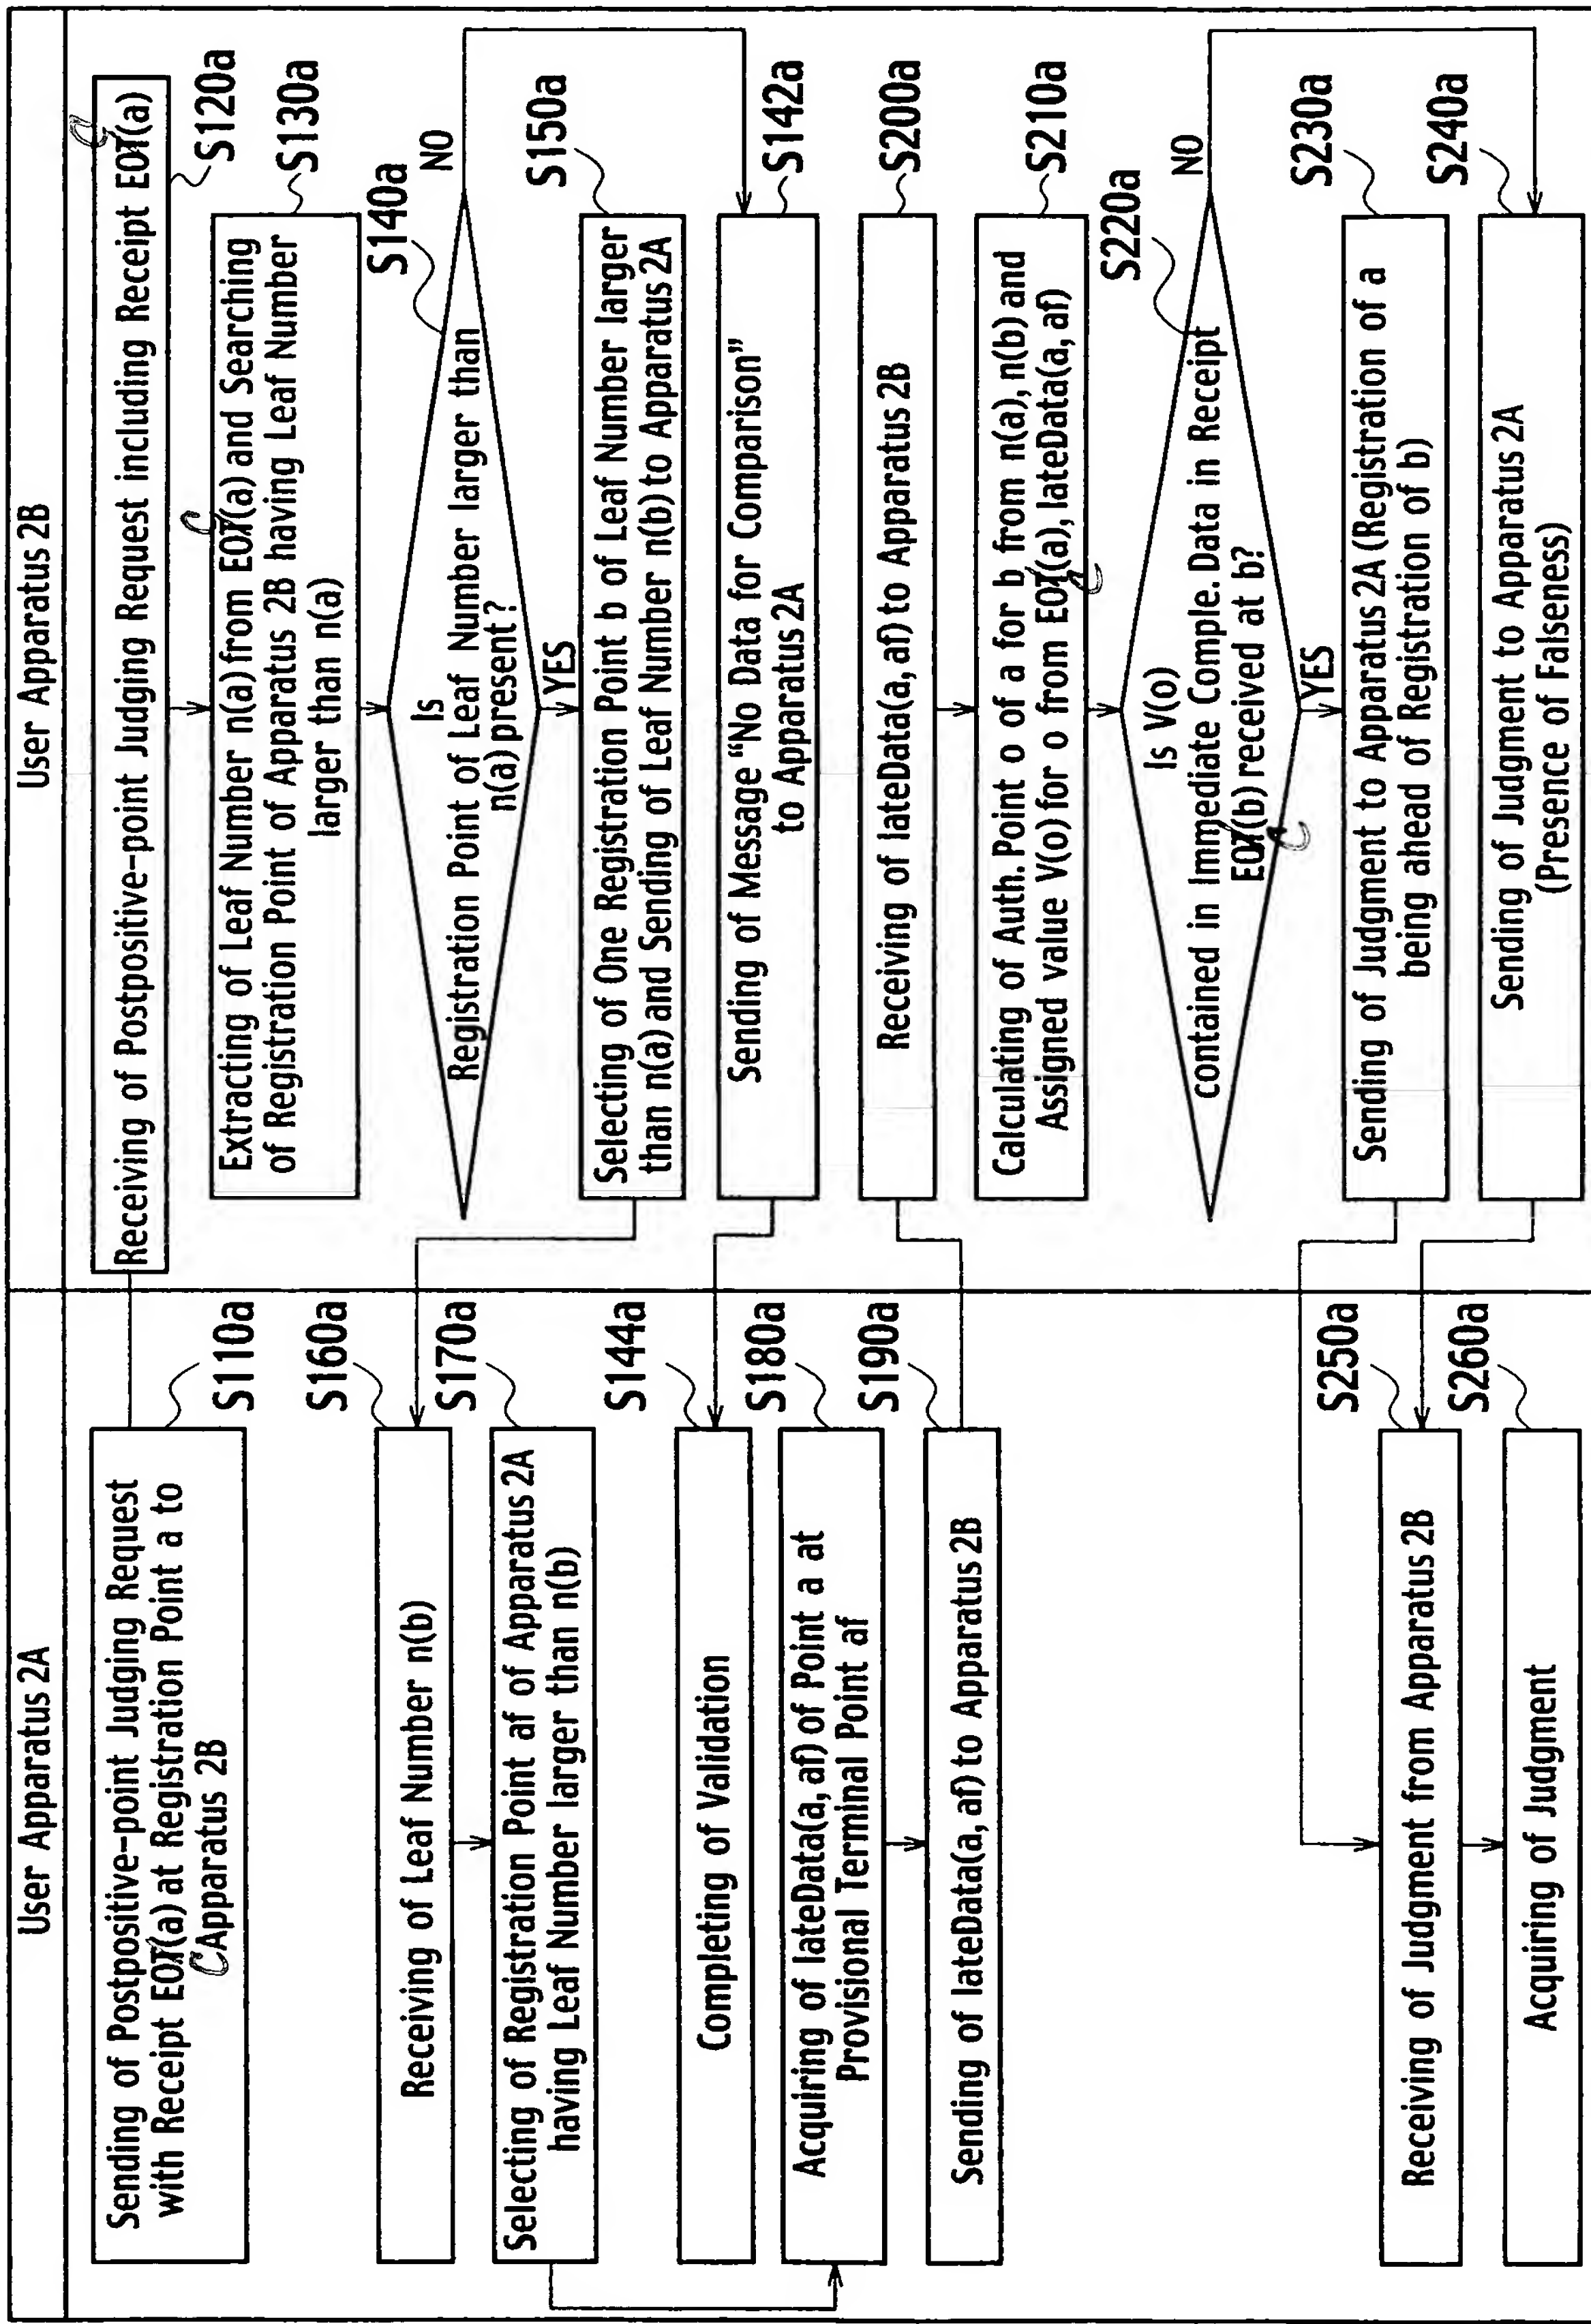 User Apparatus 2A
User Apparatus 2B
Sending of Postpositive-point Judging Request
with Receipt EOT(a) at Registration Point a to
C Apparatus 2B
S110a
Receiving of Postpositive-point Judging Request including Receipt EOT(a)
C
S120a
Extracting of Leaf Number n(a) from EOT(a) and Searching
C
of Registration Point of Apparatus 2B having Leaf Number
larger than n(a)
S130a
Is
Registration Point of Leaf Number larger than
n(a) present?
S140a
NO
YES
Receiving of Leaf Number n(b)
S160a
Selecting of One Registration Point b of Leaf Number larger
than n(a) and Sending of Leaf Number n(b) to Apparatus 2A
S150a
Selecting of Registration Point af of Apparatus 2A
having Leaf Number larger than n(b)
S170a
Completing of Validation
S144a
Sending of Message "No Data for Comparison"
to Apparatus 2A
S142a
Acquiring of lateData(a, af) of Point a at
Provisional Terminal Point af
S180a
Sending of lateData(a, af) to Apparatus 2B
S190a
Receiving of lateData(a, af) to Apparatus 2B
S200a
Calculating of Auth. Point o of a for b from n(a), n(b) and
Assigned value V(o) for o from EOT(a), lateData(a, af)
C
S210a
Is V(o)
contained in Immediate Comple. Data in Receipt
EOT(b) received at b?
C
S220a
NO
YES
Sending of Judgment to Apparatus 2A (Registration of a
being ahead of Registration of b)
S230a
Receiving of Judgment from Apparatus 2B
S250a
Sending of Judgment to Apparatus 2A
(Presence of Falseness)
S240a
Acquiring of Judgment
S260a